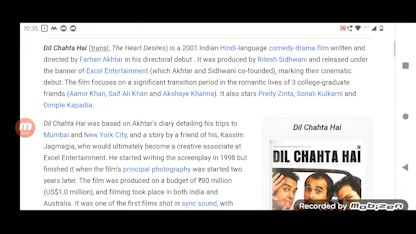 10:35
Dil Chahta Hai (transl. The Heart Desires) is a 2001 Indian Hindi-language comedy-drama film written and
directed by Farhan Akhtar in his directorial debut . It was produced by Ritesh Sidhwani and released
under the banner of Excel Entertainment (which Akhtar and Sidhwani co-founded), marking their cinematic
debut. The film focuses on a significant transition period in the romantic lives of 3 college-graduate
friends (Aamir Khan, Saif Ali Khan and Akshaye Khanna). It also stars Preity Zinta, Sonali Kulkarni and
Dimple Kapadia.
Dil Chahta Hai was based on Akhtar's diary detailing his trips to
Mumbai and New York City, and a story by a friend of his, Kassim
Jagmagia, who would ultimately become a creative associate at
Excel Entertainment. He started writing the screenplay in 1998 but
finished it when the film's principal photography was started two
years later. The film was produced on a budget of ₹80 million
(US$1.0 million), and filming took place in both India and
Australia. It was one of the first films shot in sync sound, with
Dil Chahta Hai
DIL CHAHTA HAI
Recorded by Mobizen